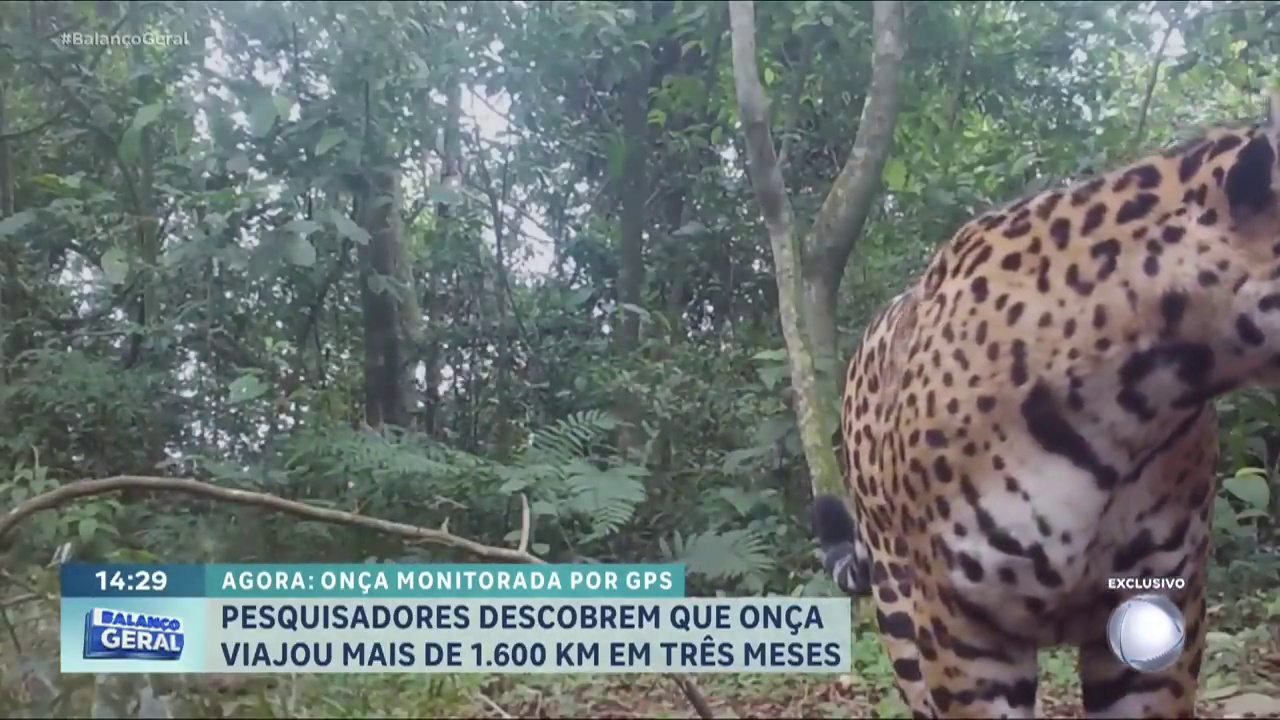 #BalançoGeral
14:29
AGORA: ONÇA MONITORADA POR GPS
BALANÇO
GERAL
PESQUISADORES DESCOBREM QUE ONÇA
VIAJOU MAIS DE 1.600 KM EM TRÊS MESES
EXCLUSIVO